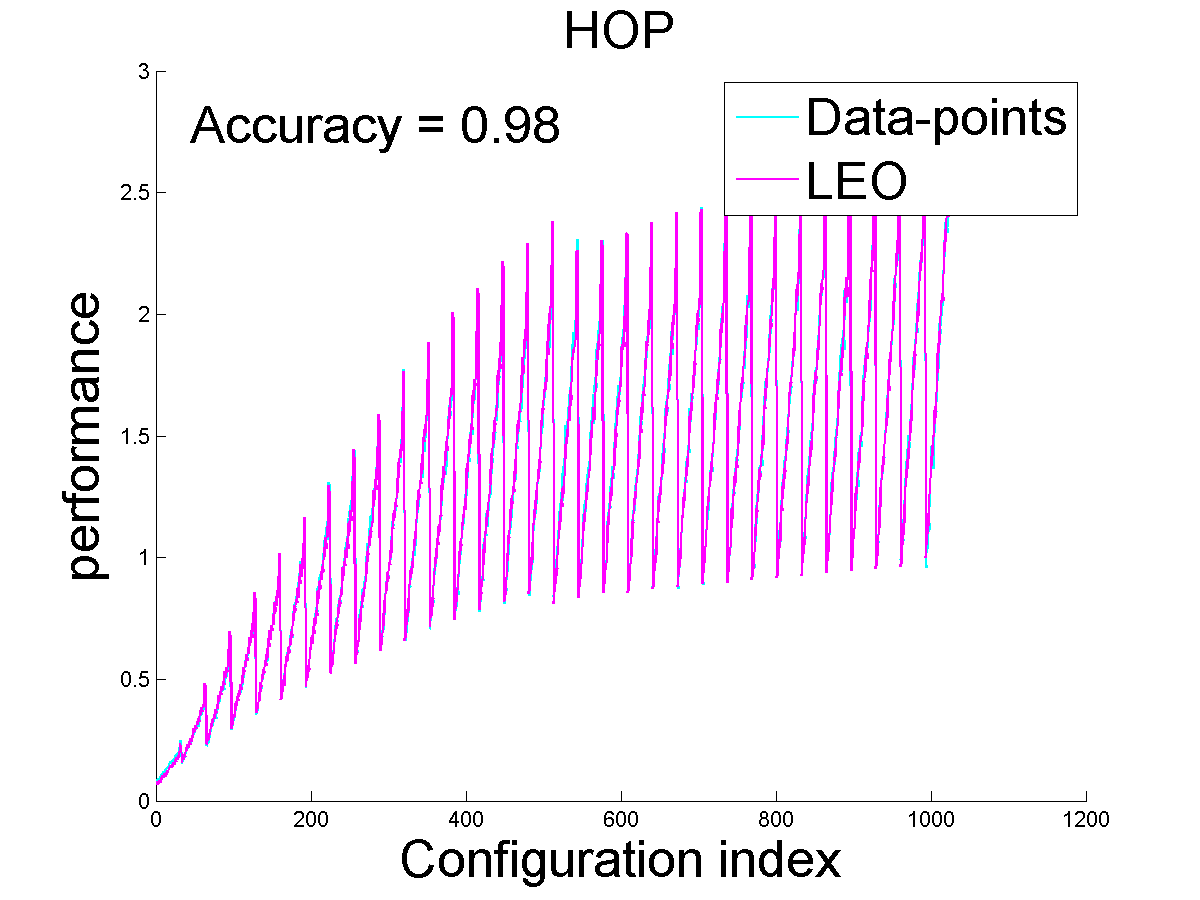 HOP
Accuracy = 0.98
Data-points
LEO
performance
3
2.5
2
1.5
1
0.5
0
0 200 400 600 800 1000 1200
Configuration index